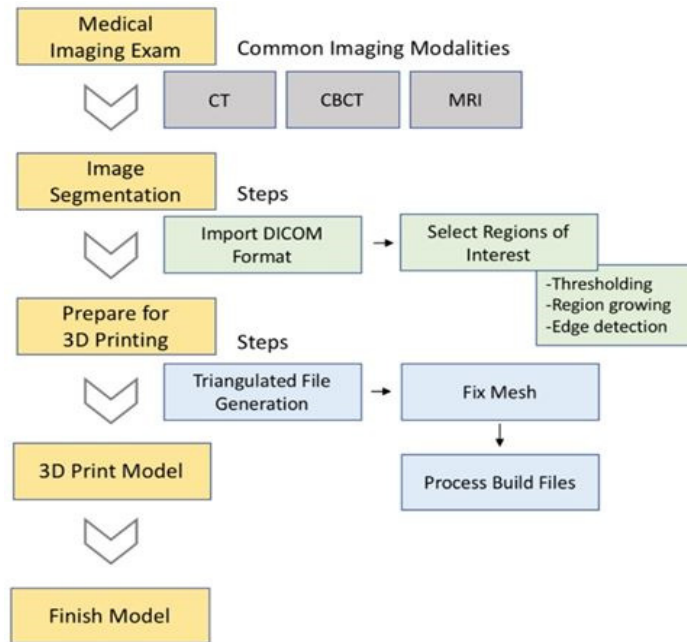 Medical
Imaging Exam
Common Imaging Modalities
CT
CBCT
MRI
Image
Segmentation
Steps
Import DICOM
Format
Select Regions of
Interest
-Thresholding
-Region growing
-Edge detection
Prepare for
3D Printing
Steps
Triangulated File
Generation
Fix Mesh
Process Build Files
3D Print Model
Finish Model